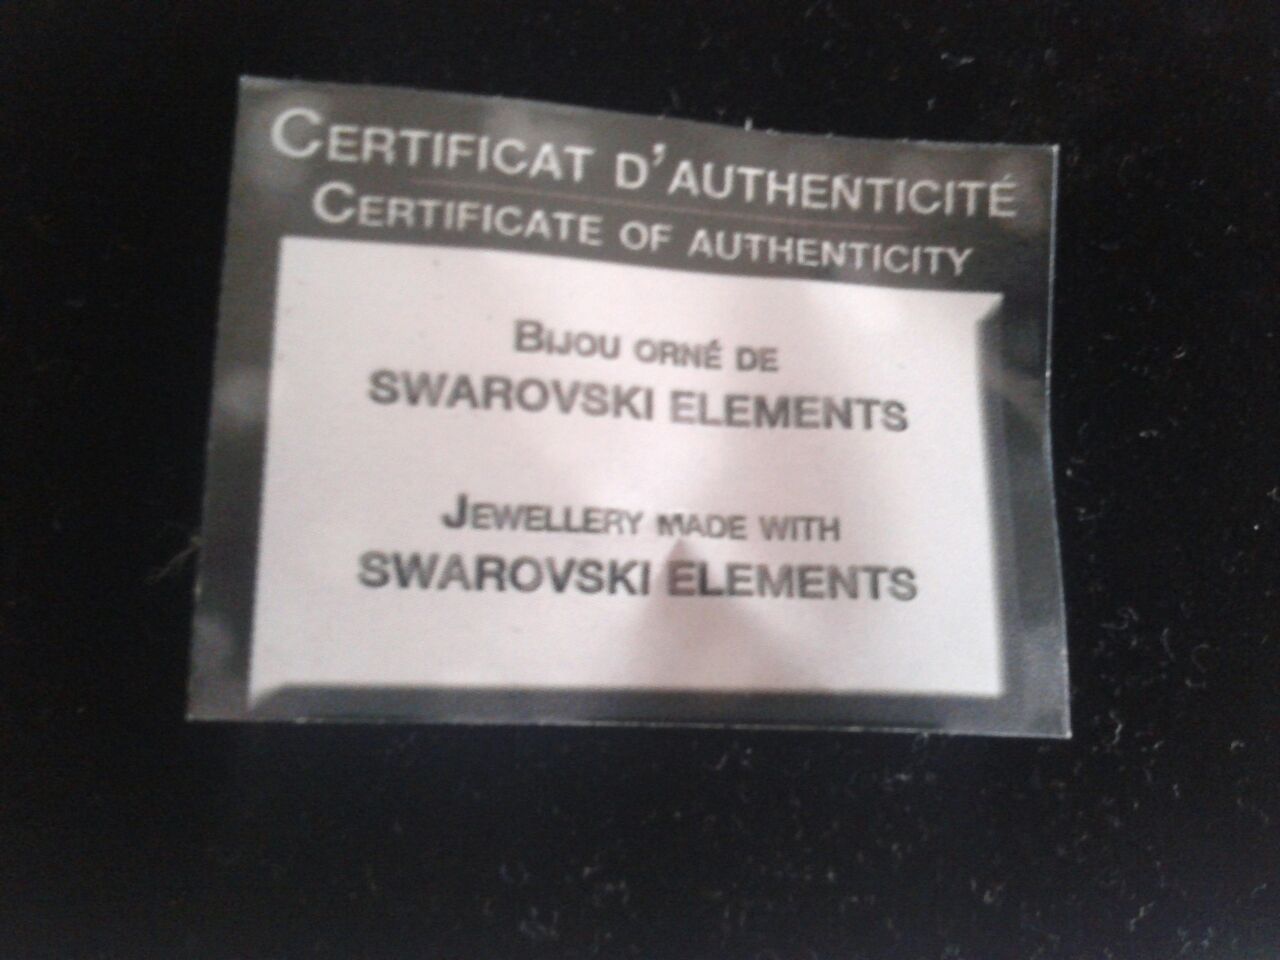 CERTIFICAT D'AUTHENTICITÉ
CERTIFICATE OF AUTHENTICITY
BIJOU ORNÉ DE
SWAROVSKI ELEMENTS
JEWELLERY MADE WITH
SWAROVSKI ELEMENTS